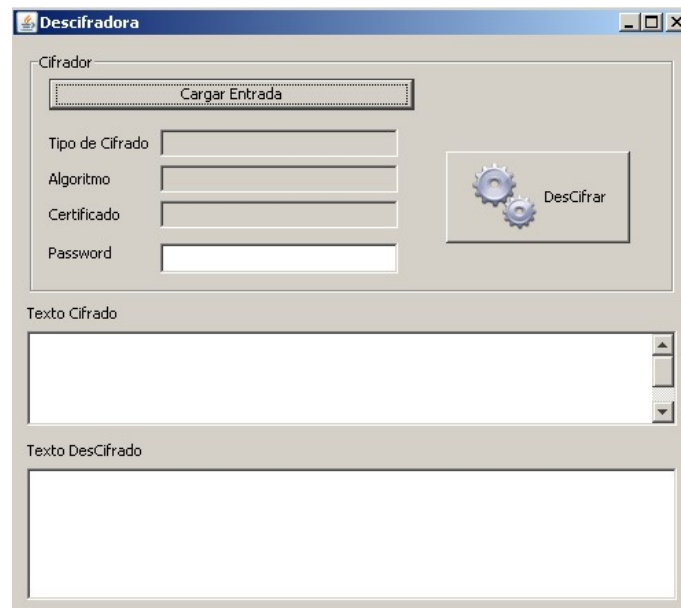 Descifradora
Cifrador
Cargar Entrada
Tipo de Cifrado
Algoritmo
Certificado
Password
DesCifrar
Texto Cifrado
Texto DesCifrado